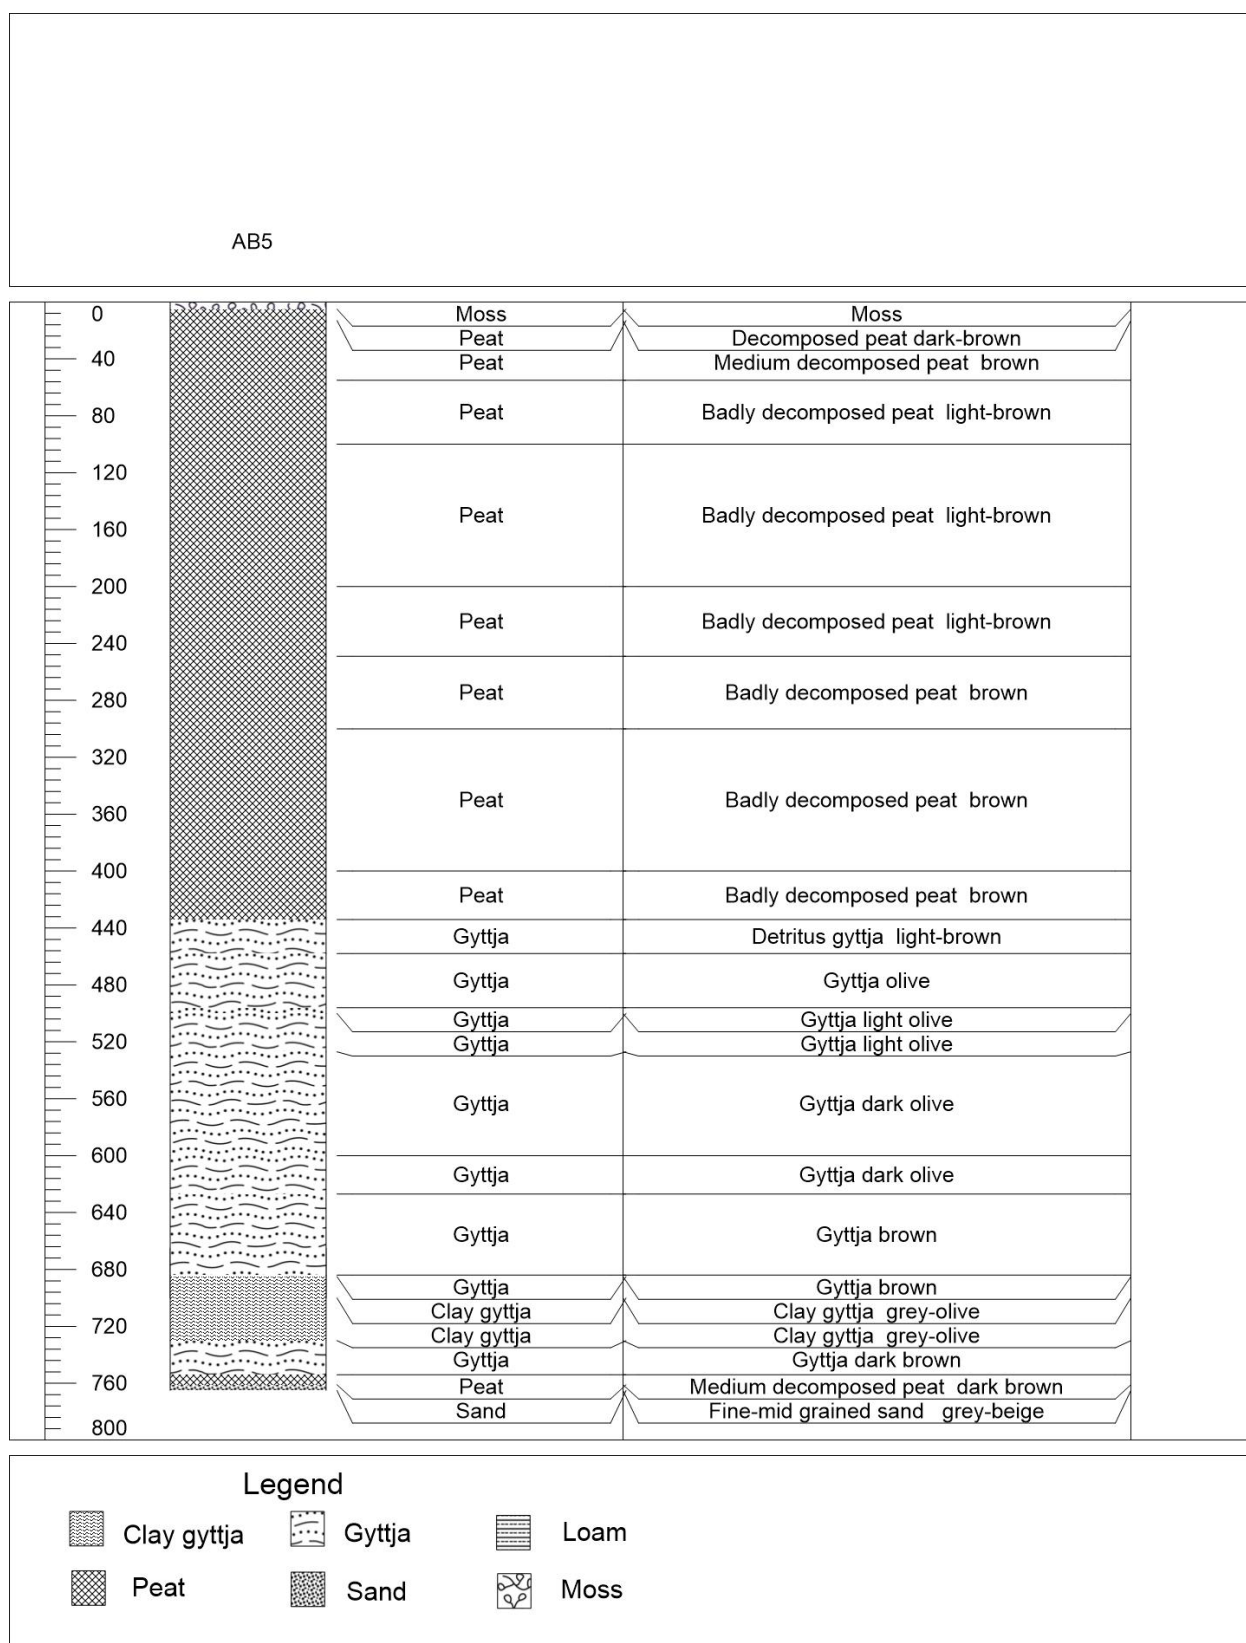 AB5
0 Moss Moss
Peat Decomposed peat dark-brown
40 Peat Medium decomposed peat brown
80 Peat Badly decomposed peat light-brown
120
160 Peat Badly decomposed peat light-brown
200
240 Peat Badly decomposed peat light-brown
280 Peat Badly decomposed peat brown
320
360 Peat Badly decomposed peat brown
400
Peat Badly decomposed peat brown
440 Gyttja Detritus gyttja light-brown
480 Gyttja Gyttja olive
Gyttja Gyttja light olive
520 Gyttja Gyttja light olive
560 Gyttja Gyttja dark olive
600
Gyttja Gyttja dark olive
640
Gyttja Gyttja brown
680
Gyttja Gyttja brown
Clay gyttja Clay gyttja grey-olive
720 Clay gyttja Clay gyttja grey-olive
Gyttja Gyttja dark brown
760 Peat Medium decomposed peat dark brown
Sand Fine-mid grained sand grey-beige
800
Legend
Clay gyttja Gyttja Loam
Peat Sand Moss